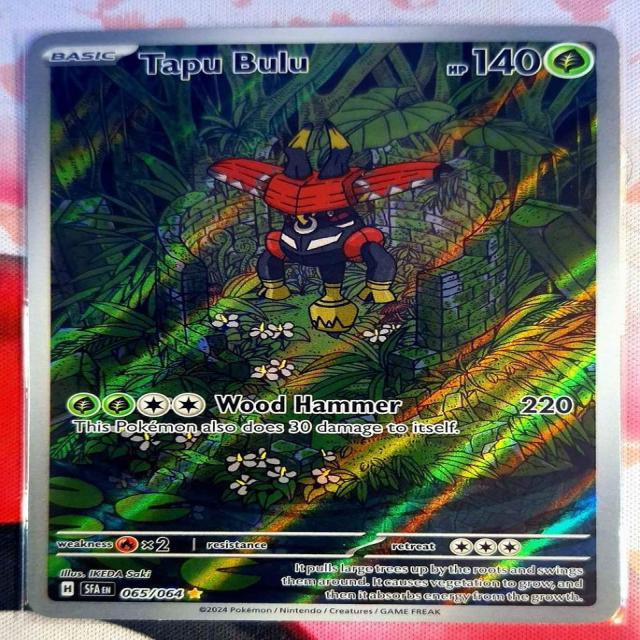 BASIC Tapu Bulu HP 140
Wood Hammer 220
This Pokémon also does 30 damage to itself.
weakness ×2 resistance retreat
Illus. IKEDA Saki
It pulls large trees up by the roots and swings
them around. It causes vegetation to grow, and
then it absorbs energy from the growth.
H SFA EN 065/064
©2024 Pokémon / Nintendo / Creatures / GAME FREAK